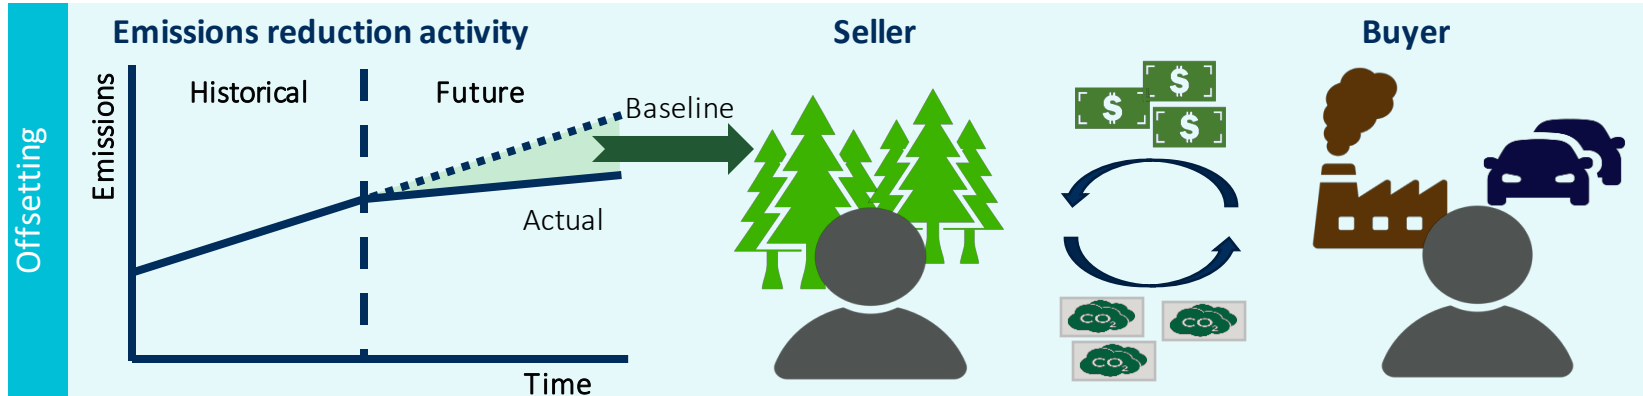 Offsetting
Emissions reduction activity
Seller
Buyer
Emissions
Historical
Future
Baseline
Actual
Time
$
$
$
CO2
CO2
CO2